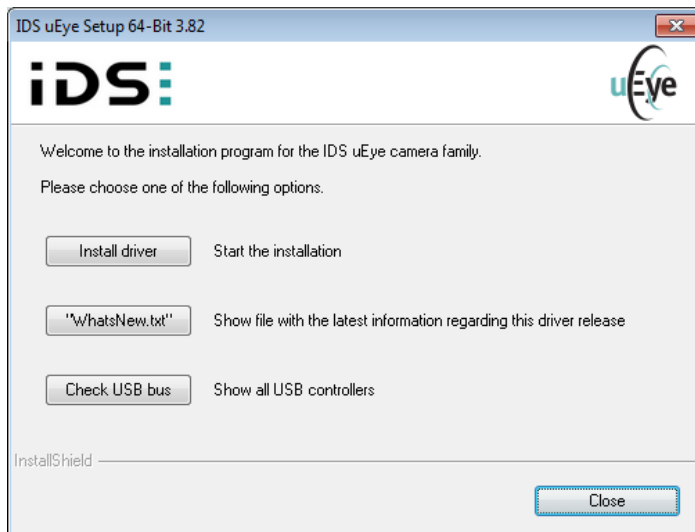 IDS uEye Setup 64-Bit 3.82
iDS
uEye
Welcome to the installation program for the IDS uEye camera family.
Please choose one of the following options.
Install driver Start the installation
"WhatsNew.txt" Show file with the latest information regarding this driver release
Check USB bus Show all USB controllers
InstallShield
Close